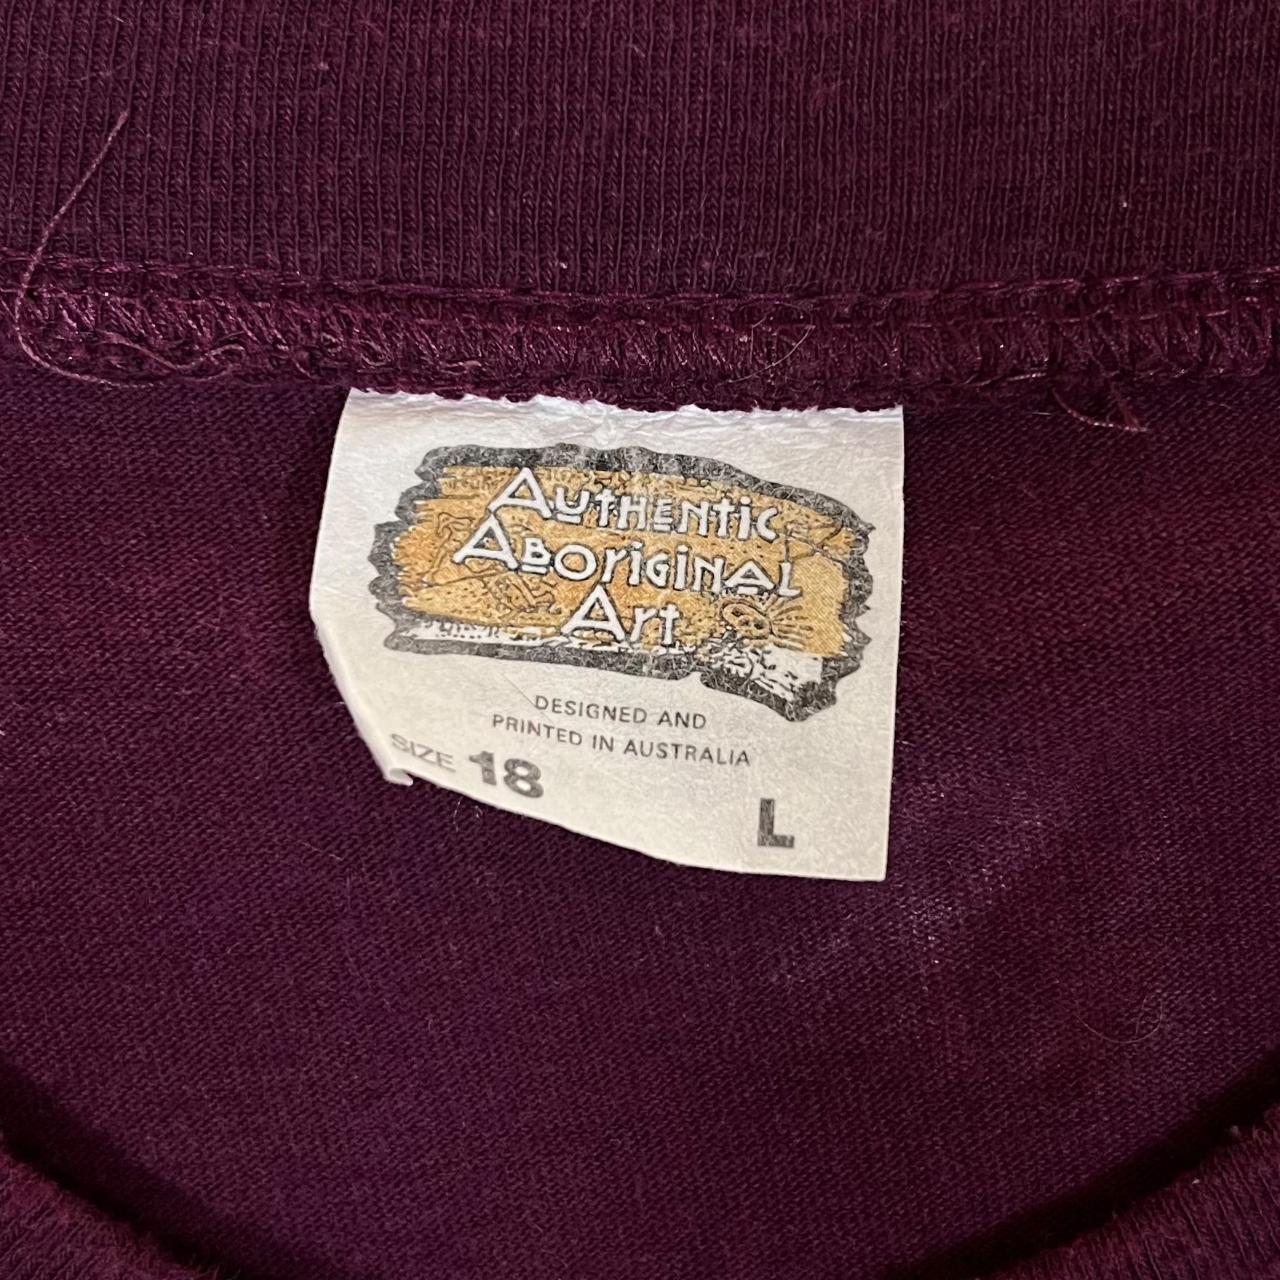 Authentic
Aboriginal
Art
DESIGNED AND
PRINTED IN AUSTRALIA
SIZE 18
L